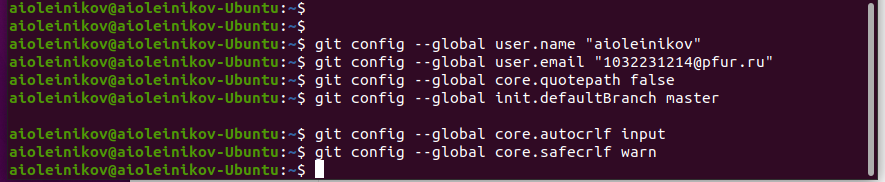 aioleinikov@aioleinikov-Ubuntu:~$
aioleinikov@aioleinikov-Ubuntu:~$
aioleinikov@aioleinikov-Ubuntu:~$ git config --global user.name "aioleinikov"
aioleinikov@aioleinikov-Ubuntu:~$ git config --global user.email "1032231214@pfur.ru"
aioleinikov@aioleinikov-Ubuntu:~$ git config --global core.quotepath false
aioleinikov@aioleinikov-Ubuntu:~$ git config --global init.defaultBranch master
aioleinikov@aioleinikov-Ubuntu:~$ git config --global core.autocrlf input
aioleinikov@aioleinikov-Ubuntu:~$ git config --global core.safecrlf warn
aioleinikov@aioleinikov-Ubuntu:~$